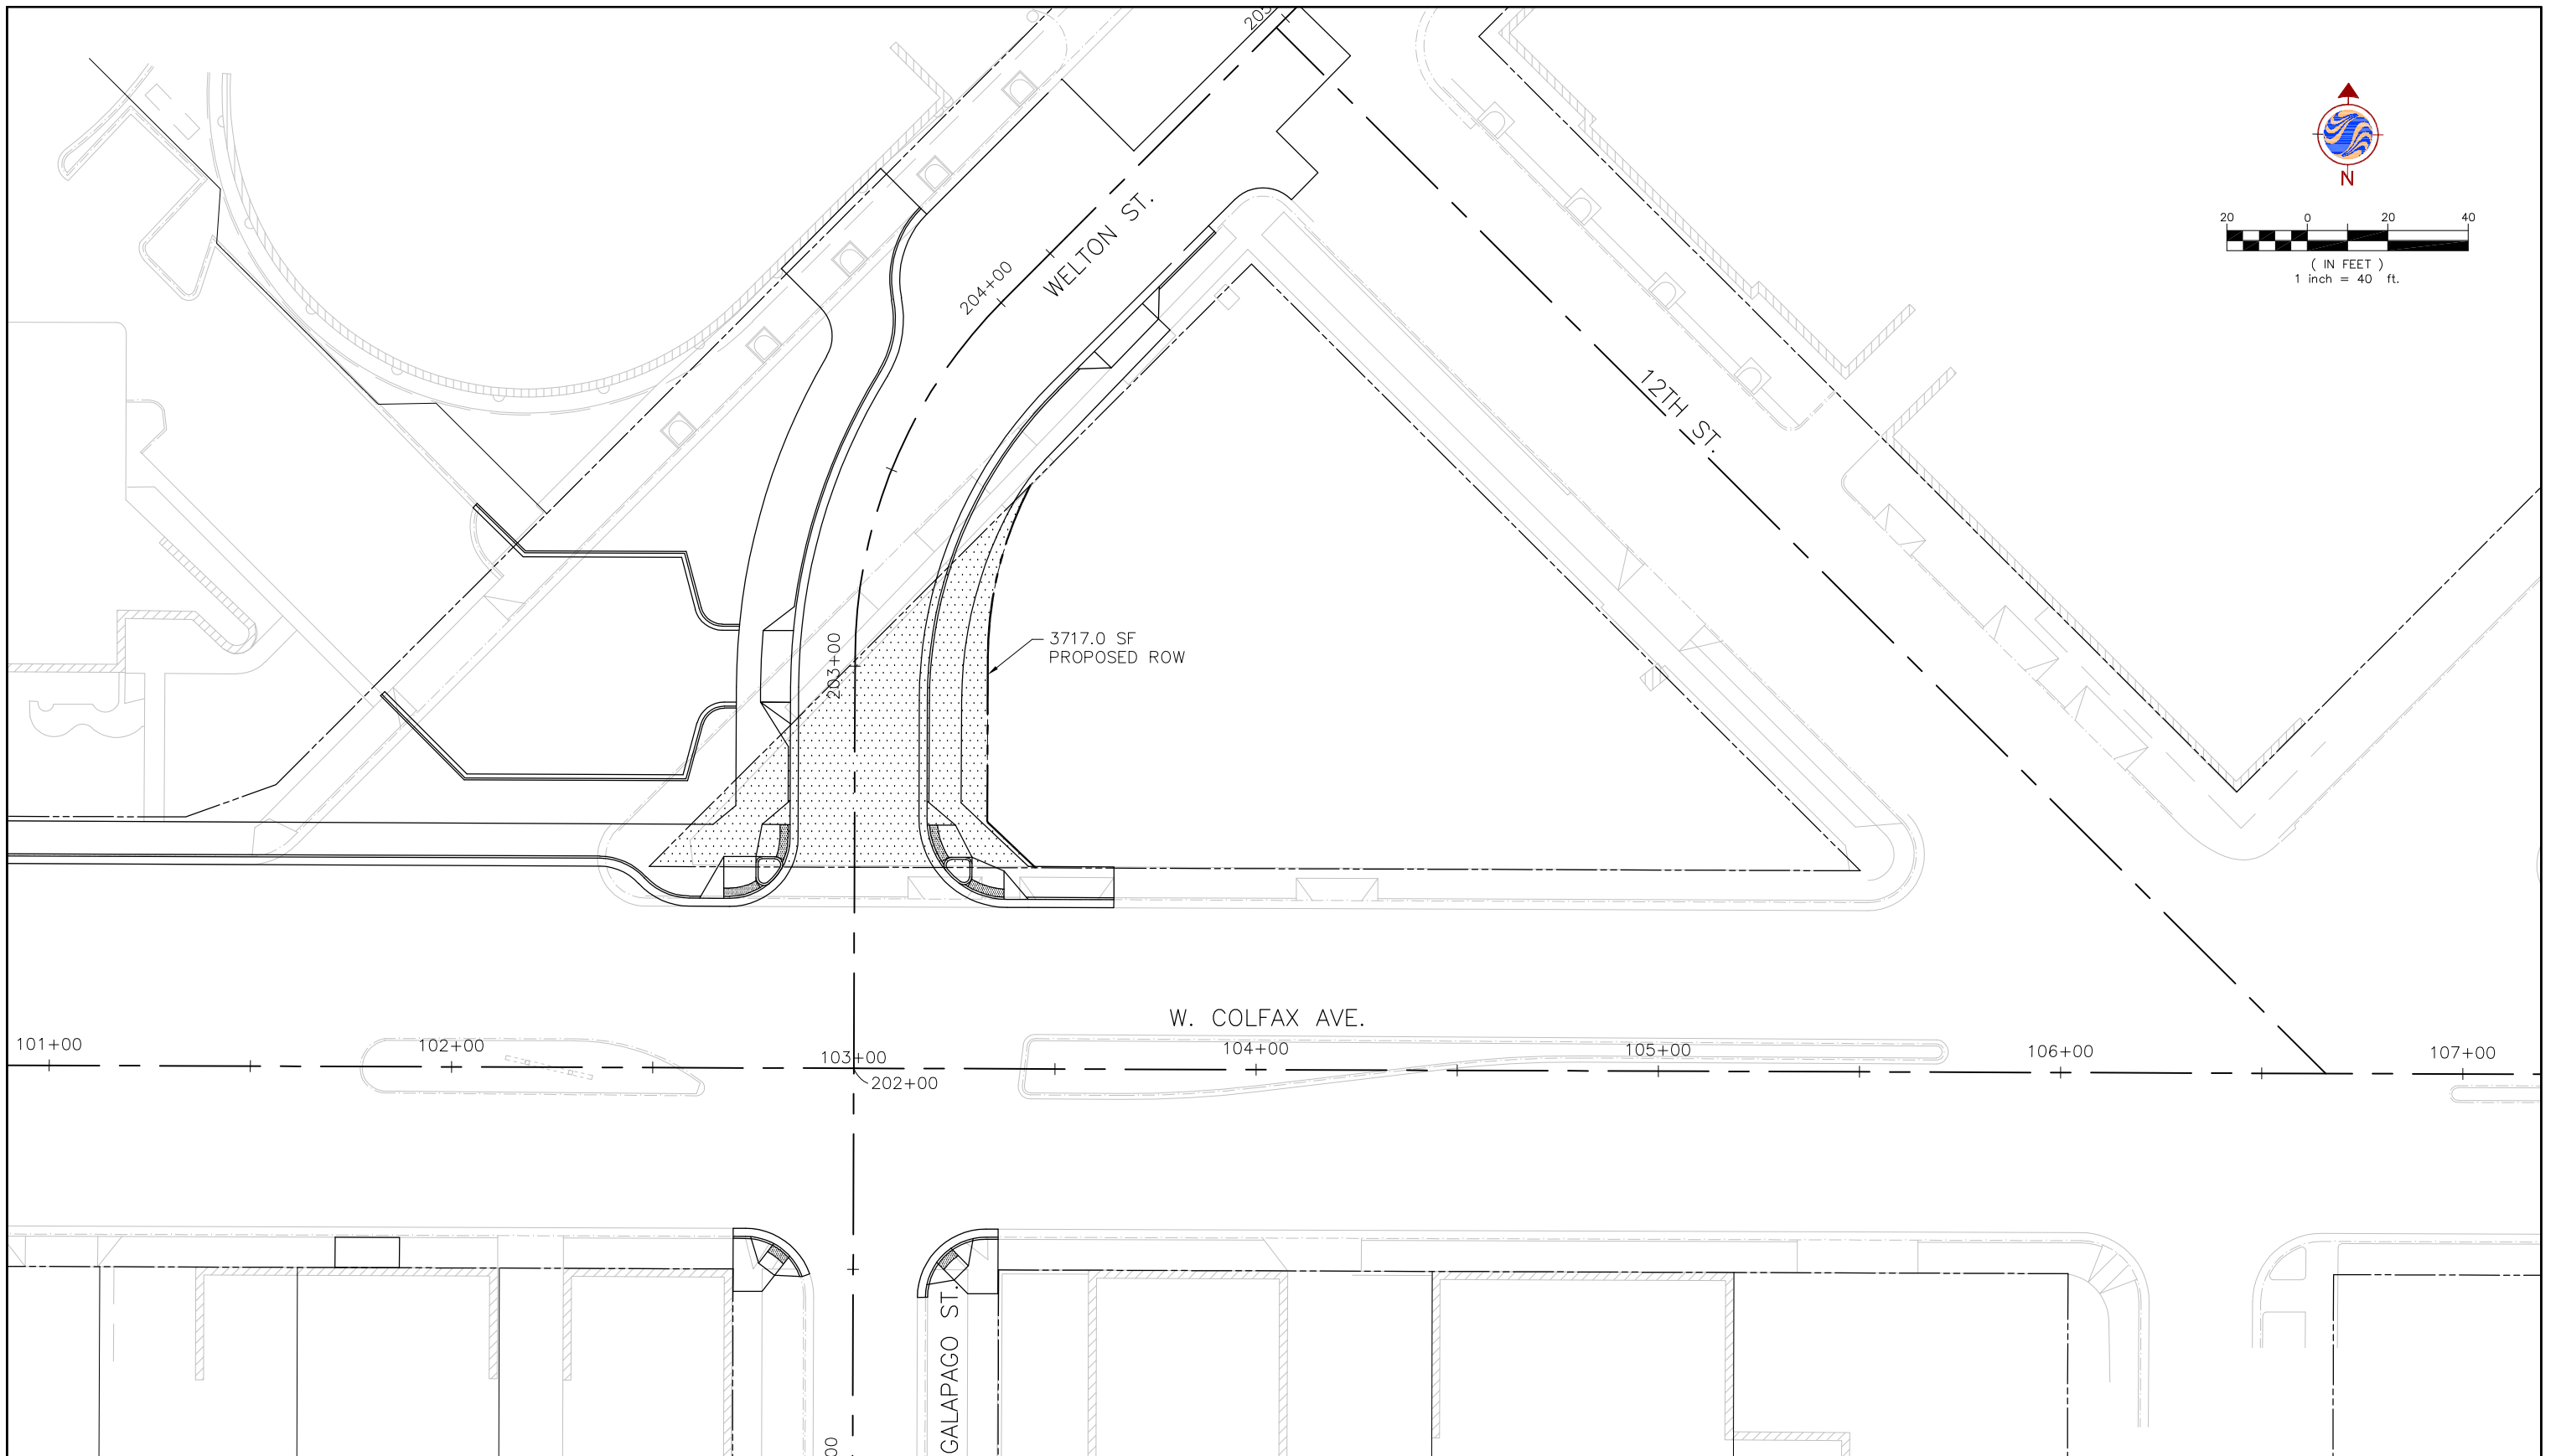 205
N
20 0 20 40
( IN FEET )
1 inch = 40 ft.
WELTON ST.
204+00
12TH ST.
203+00
3717.0 SF
PROPOSED ROW
W. COLFAX AVE.
101+00 102+00 103+00 104+00 105+00 106+00 107+00
202+00
GALAPAGO ST.
00